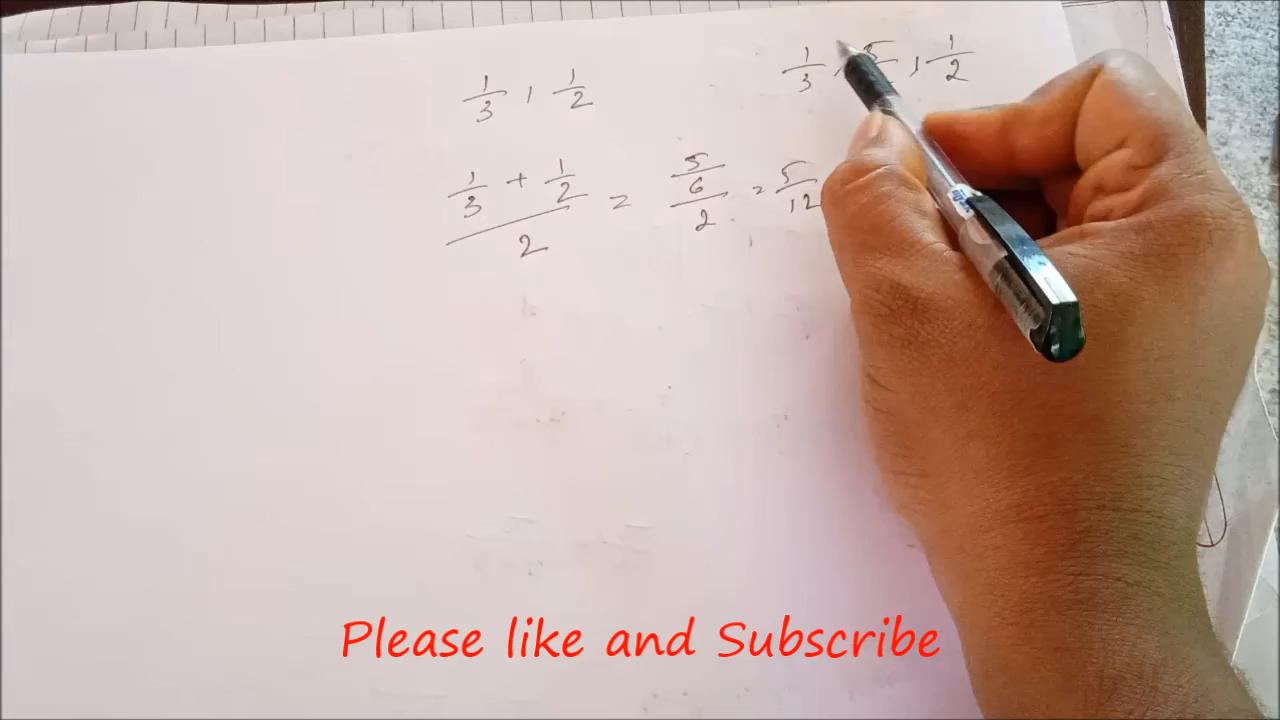 1/3 , 1/2
1/3 , 5/ , 1/2
(1/3 + 1/2)/2 = (5/6)/2 = 5/12
Please like and Subscribe